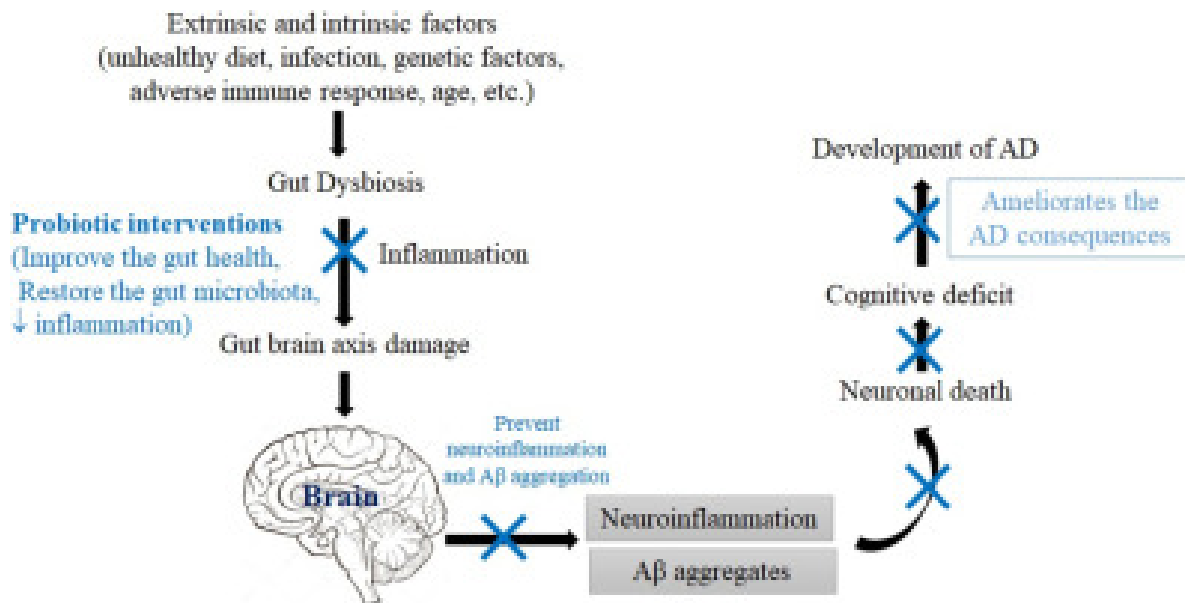 Extrinsic and intrinsic factors
(unhealthy diet, infection, genetic factors,
adverse immune response, age, etc.)
Gut Dysbiosis
Probiotic interventions
(Improve the gut health,
Restore the gut microbiota,
↓ inflammation)
Inflammation
Gut brain axis damage
Brain
Prevent
neuroinflammation
and Aβ aggregation
Neuroinflammation
Aβ aggregates
Neuronal death
Cognitive deficit
Ameliorates the
AD consequences
Development of AD